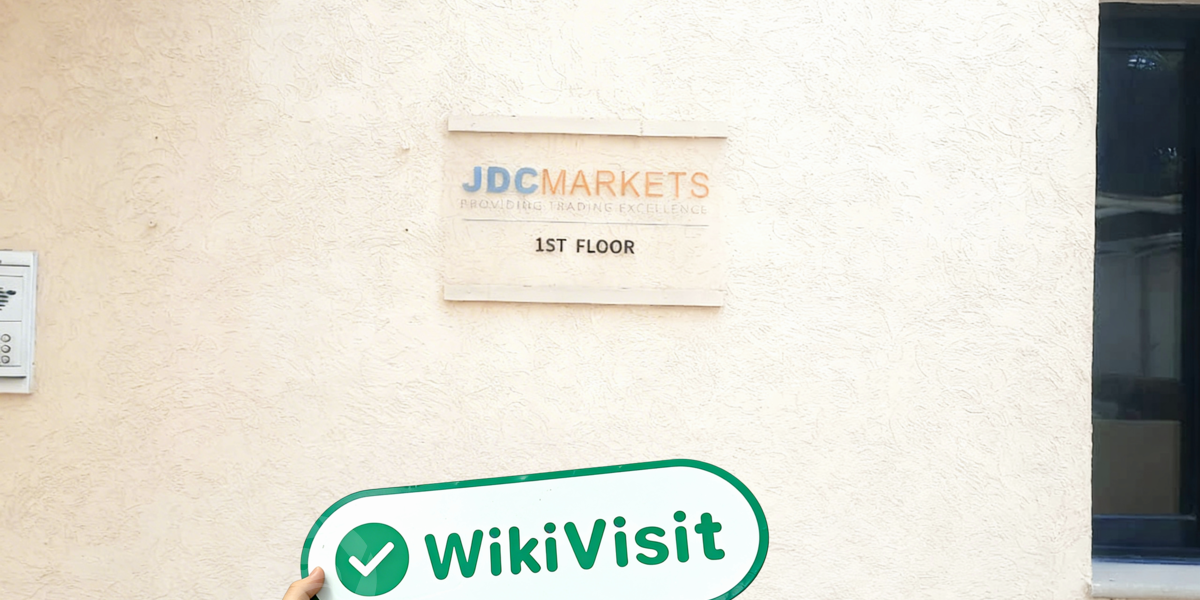 JDCMARKETS
PROVIDING TRADING EXCELLENCE
1ST FLOOR
WikiVisit